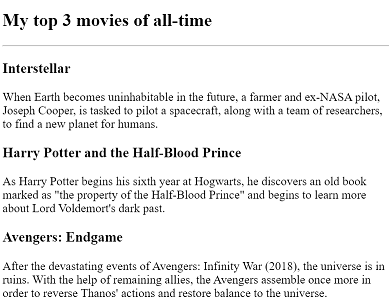 My top 3 movies of all-time
Interstellar
When Earth becomes uninhabitable in the future, a farmer and ex-NASA pilot,
Joseph Cooper, is tasked to pilot a spacecraft, along with a team of researchers,
to find a new planet for humans.
Harry Potter and the Half-Blood Prince
As Harry Potter begins his sixth year at Hogwarts, he discovers an old book
marked as "the property of the Half-Blood Prince" and begins to learn more
about Lord Voldemort's dark past.
Avengers: Endgame
After the devastating events of Avengers: Infinity War (2018), the universe is in
ruins. With the help of remaining allies, the Avengers assemble once more in
order to reverse Thanos' actions and restore balance to the universe.